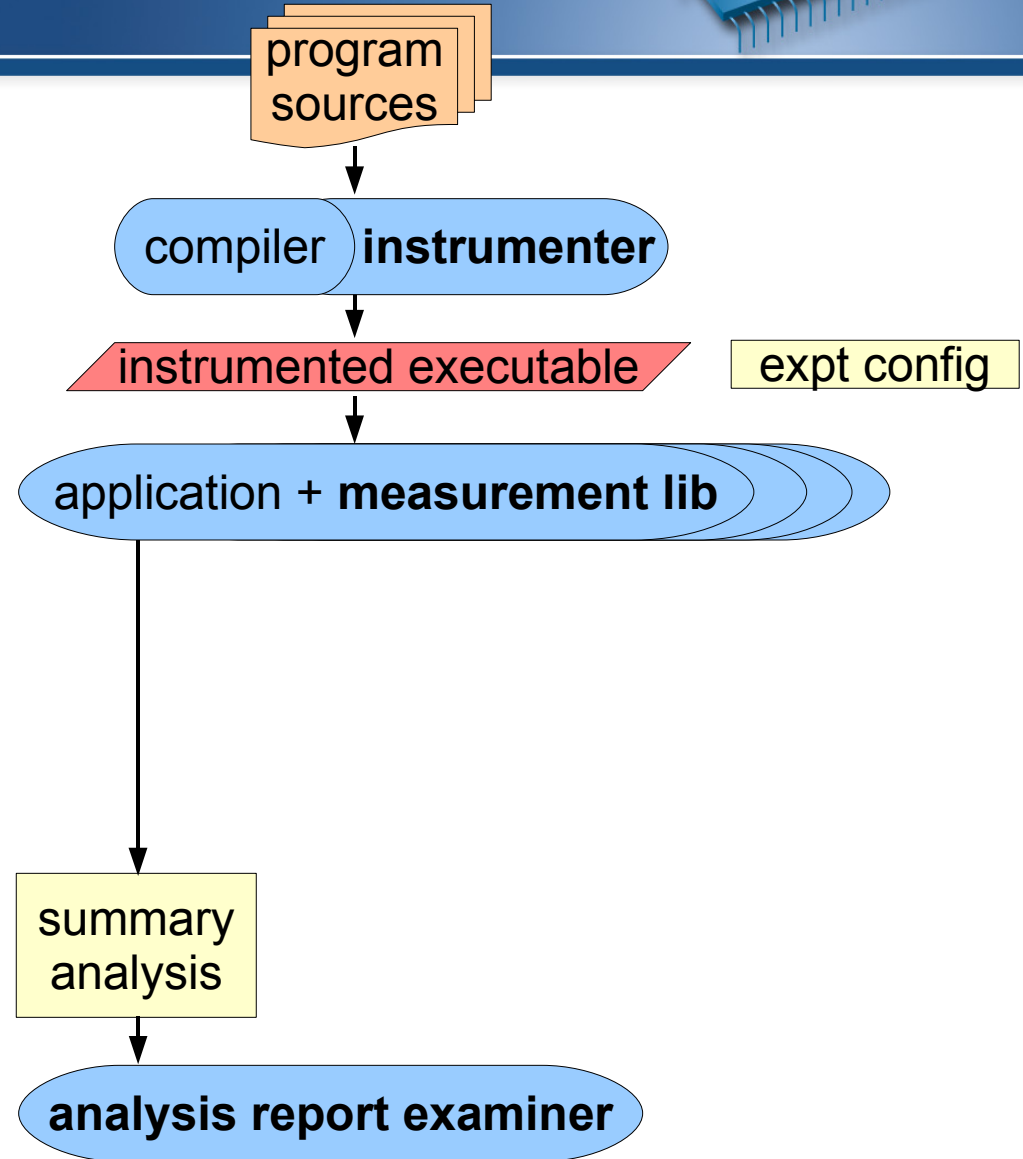 program
sources
compiler instrumenter
instrumented executable
expt config
application + measurement lib
summary
analysis
analysis report examiner